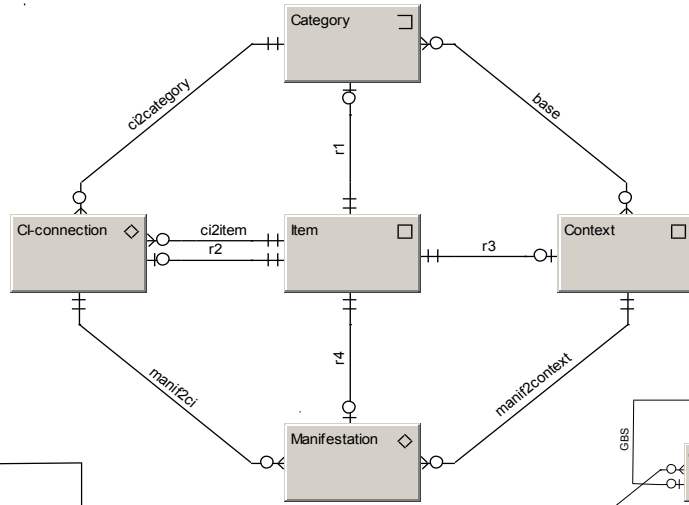 Category
ci2category
base
r1
CI-connection
ci2item
r2
Item
r3
Context
manif2ci
r4
manif2context
Manifestation
GBS